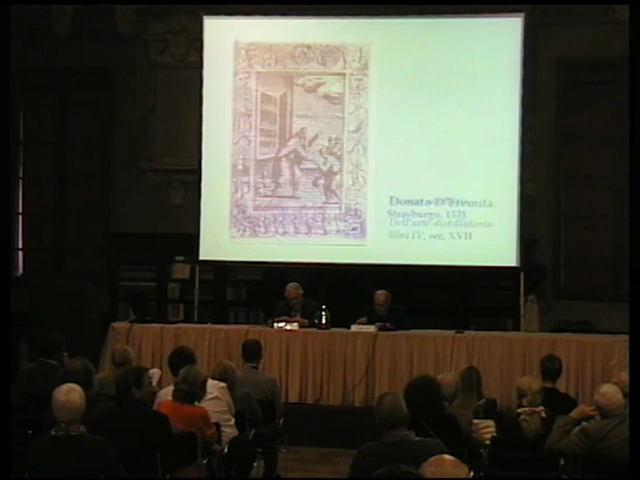 Donato D'Eremita
Strasburgo, 1531
Dell'arte distillatoria
libri IV, sec. XVII